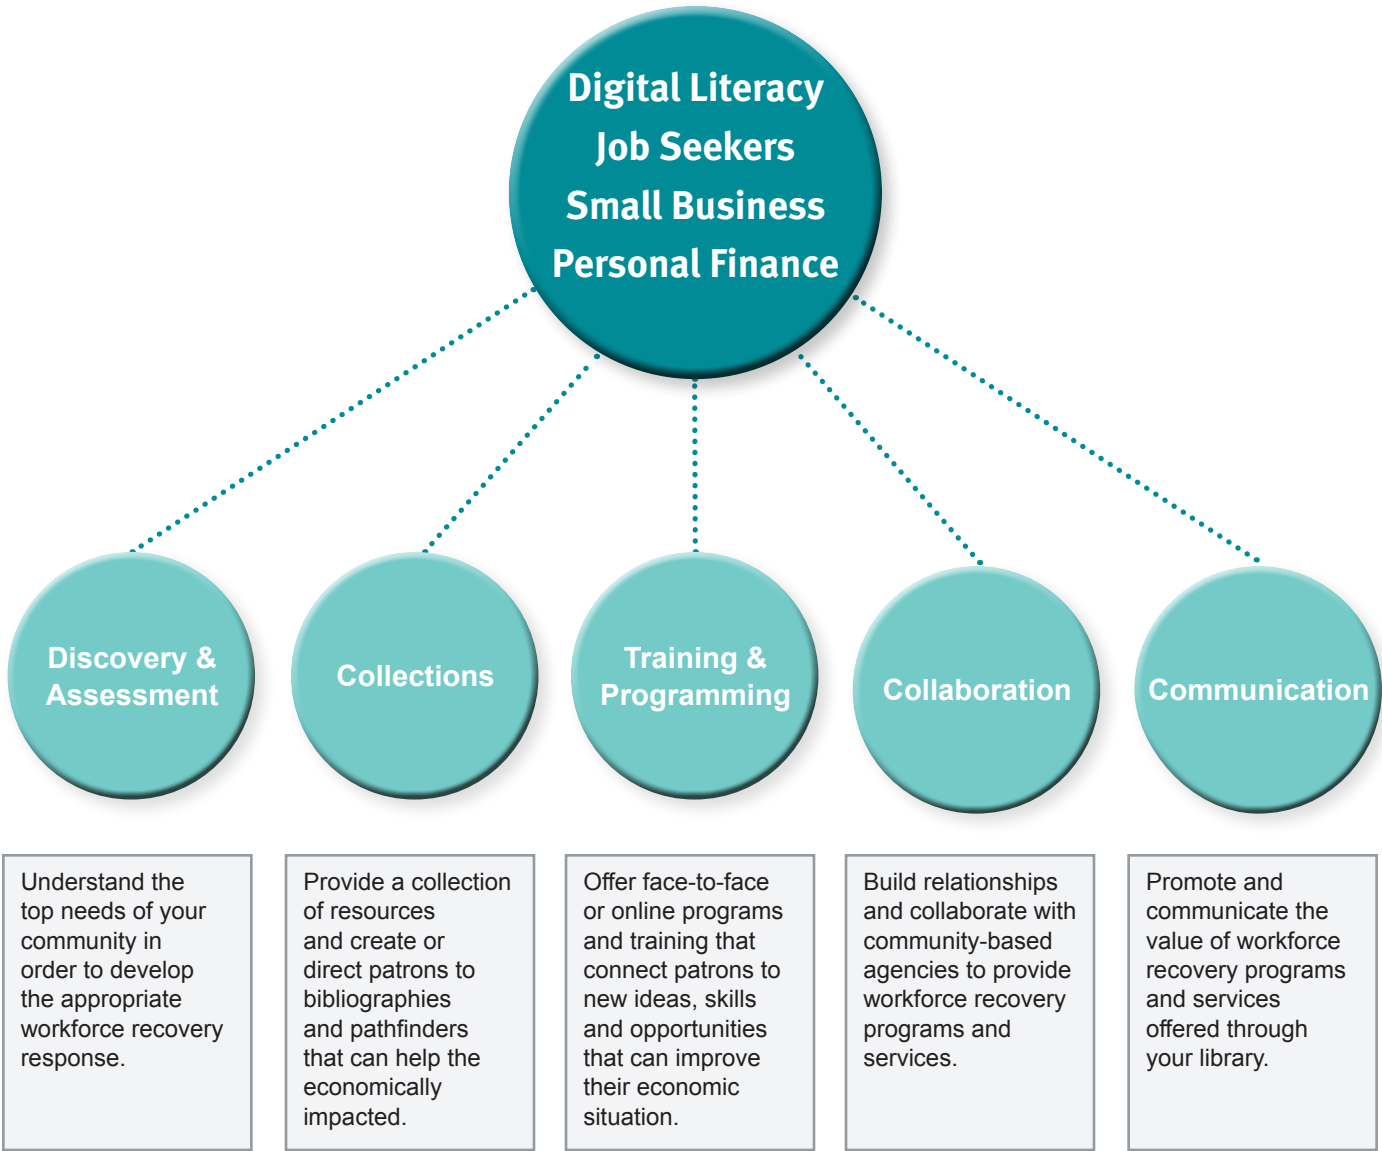 Digital Literacy
Job Seekers
Small Business
Personal Finance
Discovery &
Assessment
Collections
Training &
Programming
Collaboration
Communication
Understand the
top needs of your
community in
order to develop
the appropriate
workforce recovery
response.
Provide a collection
of resources
and create or
direct patrons to
bibliographies
and pathfinders
that can help the
economically
impacted.
Offer face-to-face
or online programs
and training that
connect patrons to
new ideas, skills
and opportunities
that can improve
their economic
situation.
Build relationships
and collaborate with
community-based
agencies to provide
workforce recovery
programs and
services.
Promote and
communicate the
value of workforce
recovery programs
and services
offered through
your library.